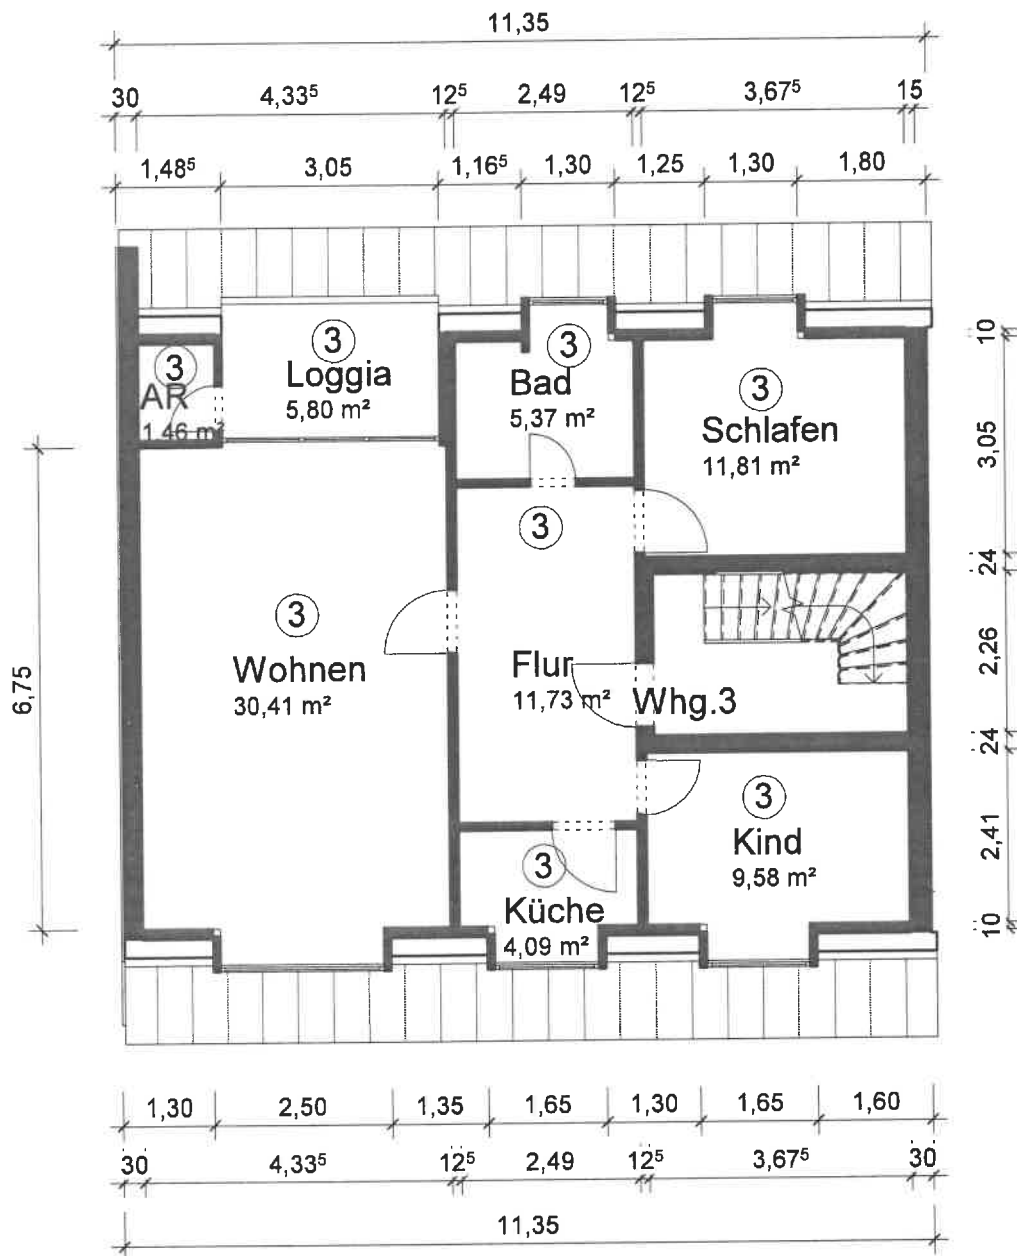 11,35
30 4,33⁵ 12⁵ 2,49 12⁵ 3,67⁵ 15
1,48⁵ 3,05 1,16⁵ 1,30 1,25 1,30 1,80
3
AR
1.46 m²
3
Loggia
5,80 m²
3
Bad
5,37 m²
3
Schlafen
11,81 m²
3
Wohnen
30,41 m²
3
Flur
11,73 m²
Whg.3
3
Kind
9,58 m²
3
Küche
4,09 m²
6,75
10
3,05
24
2,26
24
2,41
10
1,30 2,50 1,35 1,65 1,30 1,65 1,60
30 4,33⁵ 12⁵ 2,49 12⁵ 3,67⁵ 30
11,35